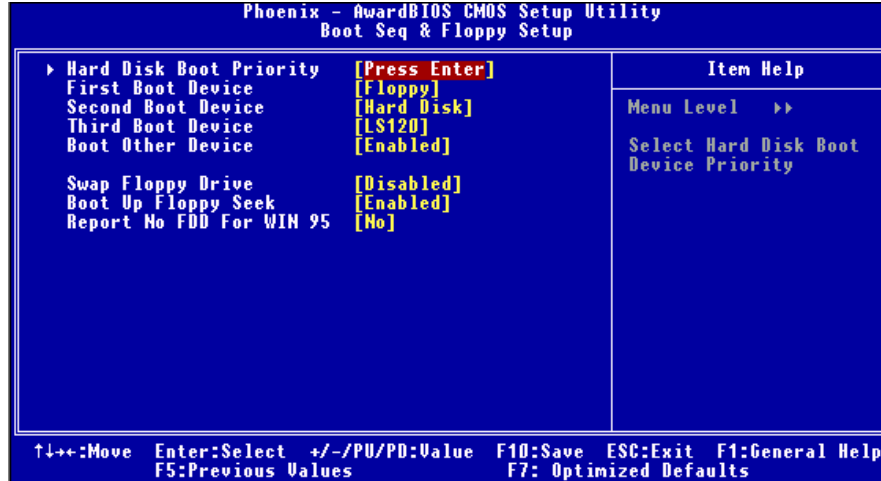 Phoenix - AwardBIOS CMOS Setup Utility
Boot Seq & Floppy Setup
▸ Hard Disk Boot Priority [Press Enter]
First Boot Device [Floppy]
Second Boot Device [Hard Disk]
Third Boot Device [LS120]
Boot Other Device [Enabled]
Swap Floppy Drive [Disabled]
Boot Up Floppy Seek [Enabled]
Report No FDD For WIN 95 [No]
Item Help
Menu Level ▸▸
Select Hard Disk Boot
Device Priority
↑↓→←:Move Enter:Select +/-/PU/PD:Value F10:Save ESC:Exit F1:General Help
F5:Previous Values F7: Optimized Defaults